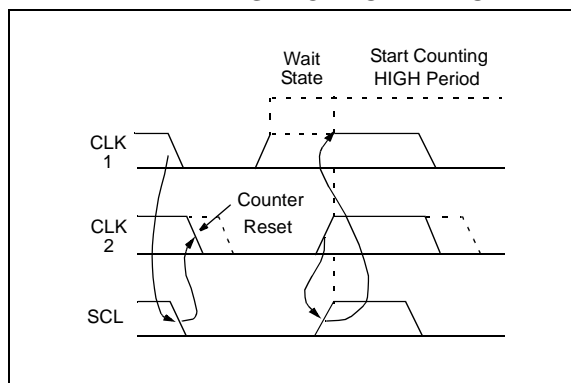 Wait
State
Start Counting
HIGH Period
CLK
1
Counter
Reset
CLK
2
SCL